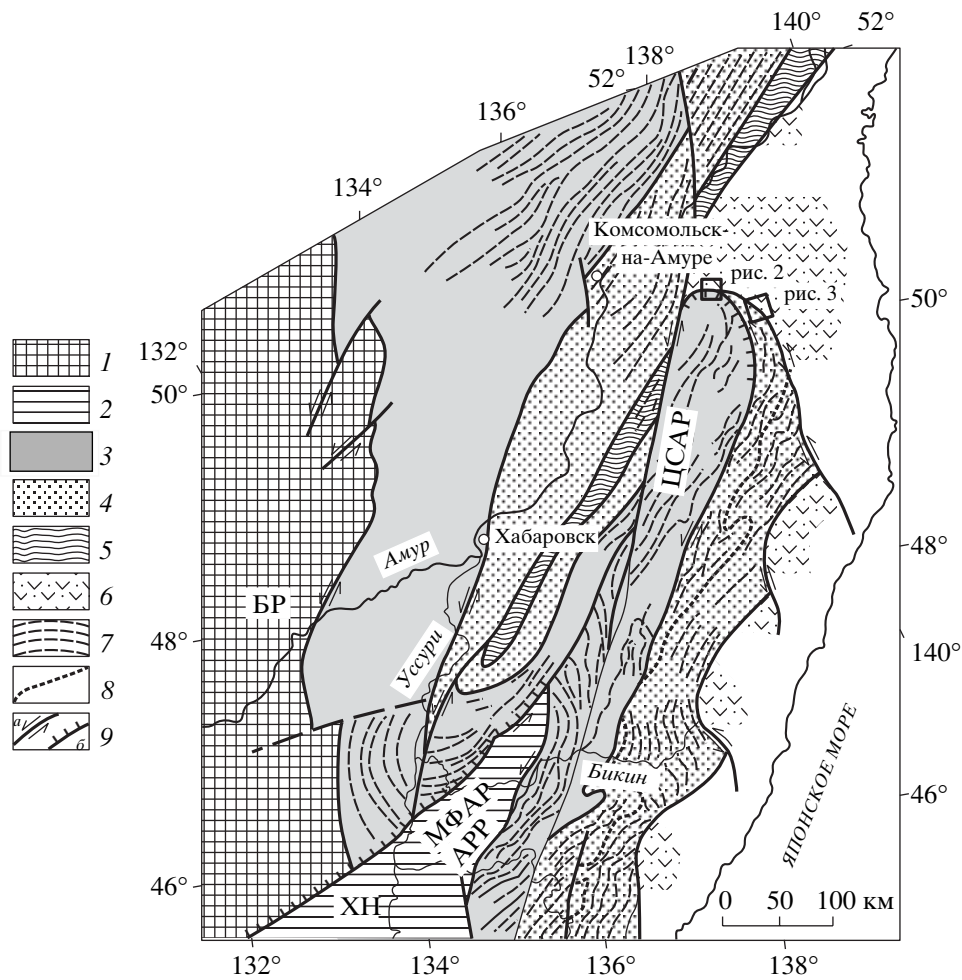 140°
52°
138°
52°
136°
134°
Комсомольск-
на-Амуре
рис. 2
рис. 3
50°
132°
50°
1
2
3
4
5
6
7
8
а
б
9
ЦСАР
Хабаровск
Амур
48°
БР
48°
Уссури
140°
Бикин
ЯПОНСКОЕ МОРЕ
46°
МФАР
АРР
46°
ХН
0 50 100 км
132°
134°
136°
138°